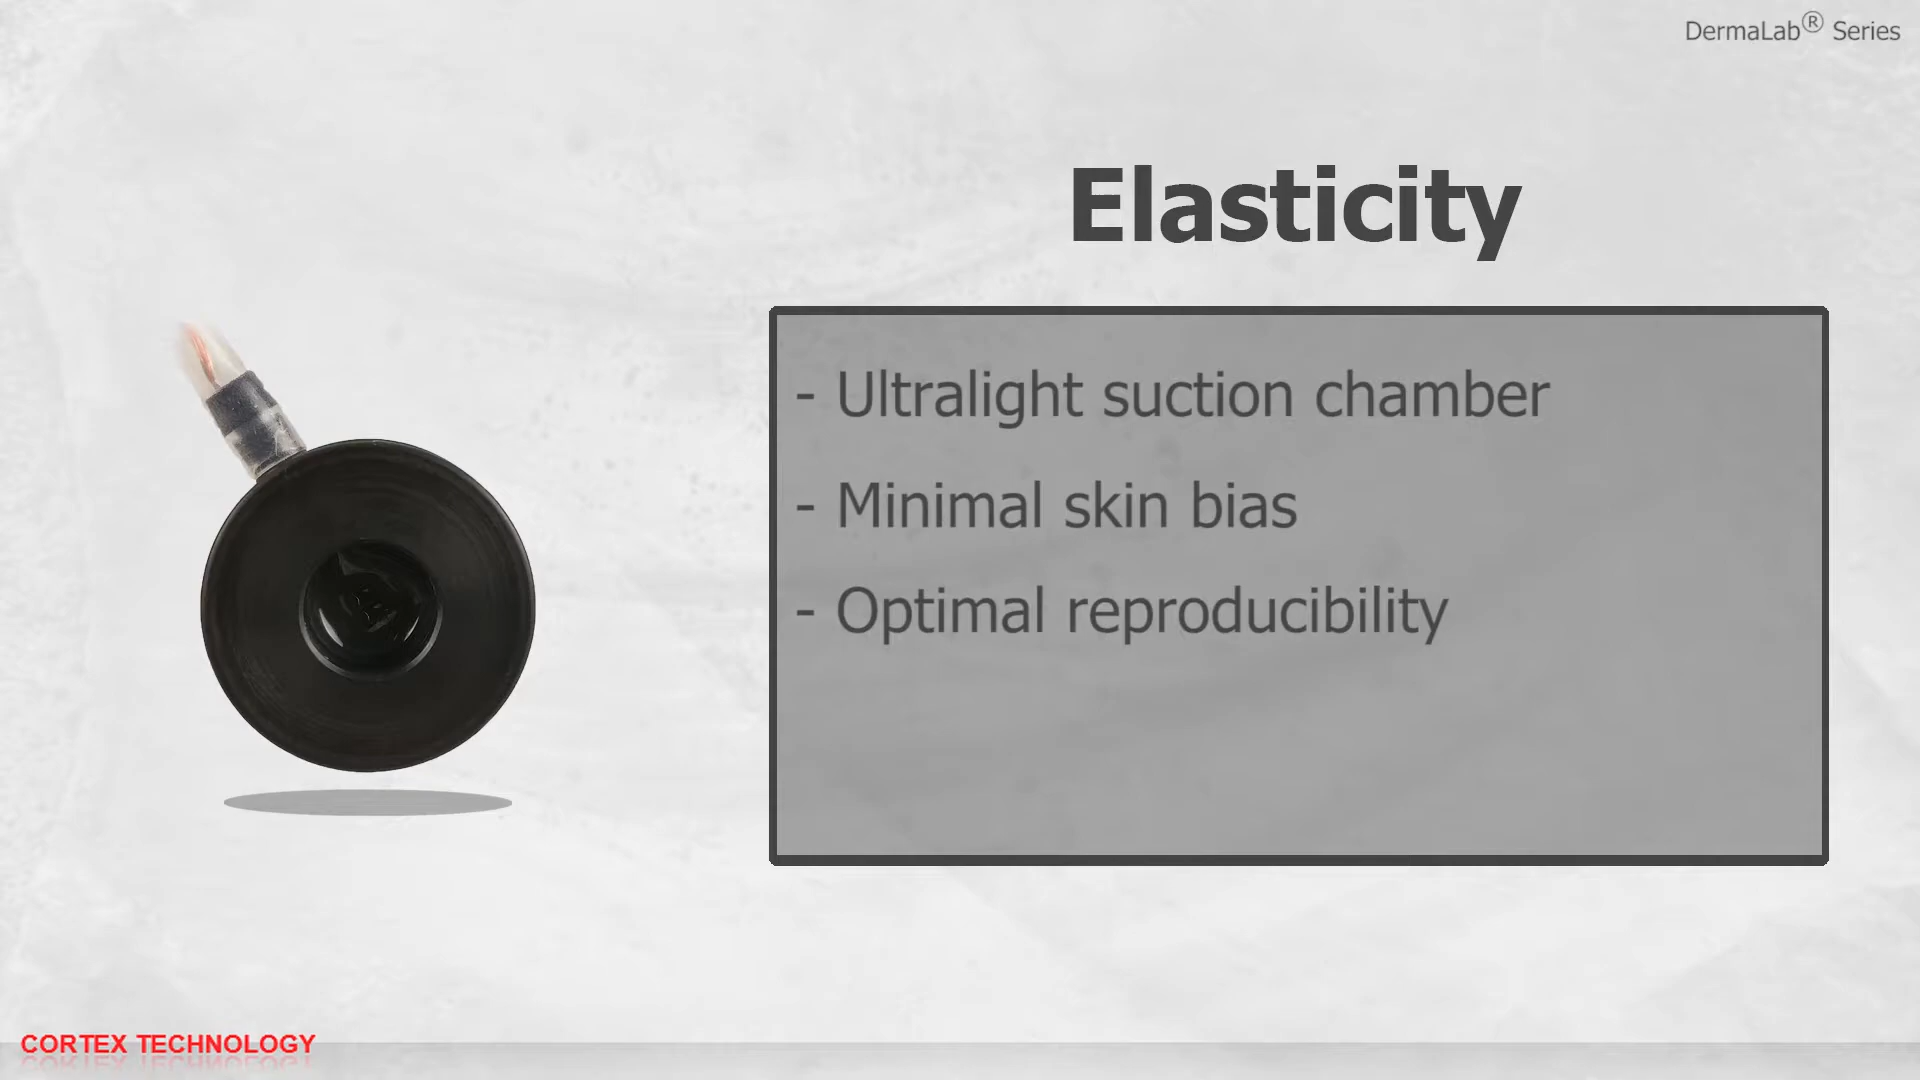 DermaLab® Series
Elasticity
- Ultralight suction chamber
- Minimal skin bias
- Optimal reproducibility
CORTEX TECHNOLOGY